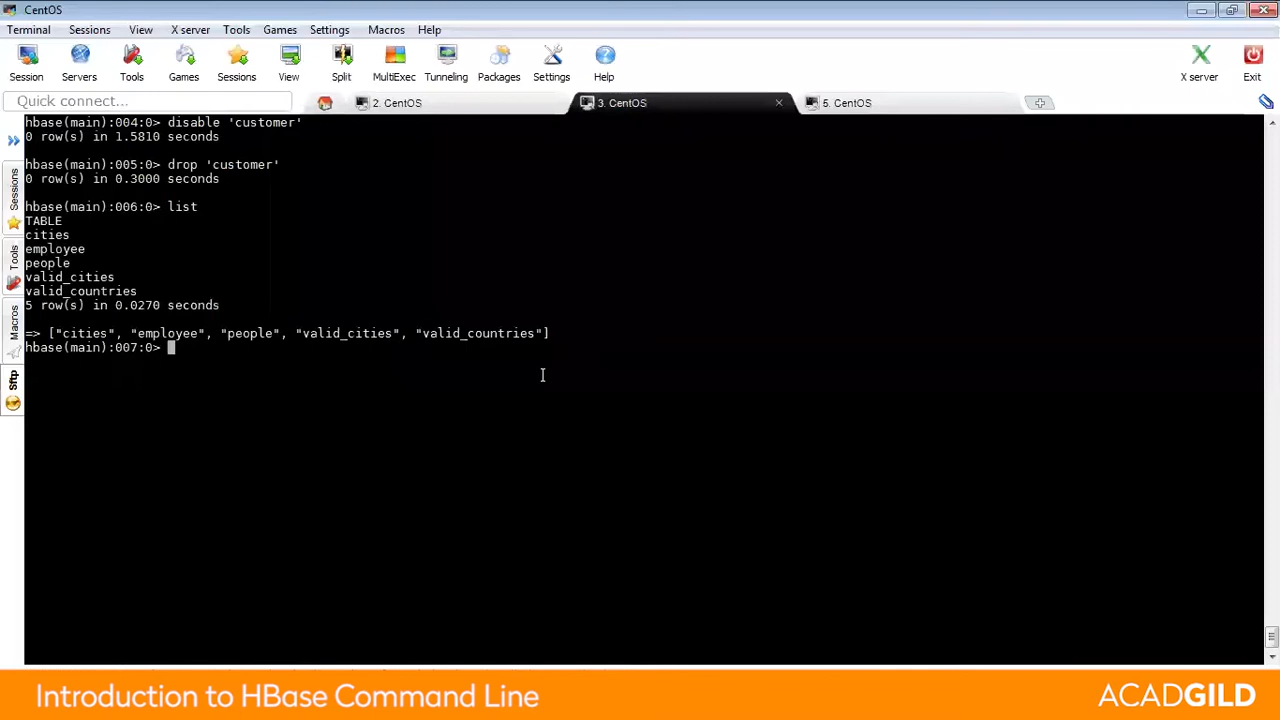 CentOS
Terminal Sessions View X server Tools Games Settings Macros Help
Session Servers Tools Games Sessions View Split MultiExec Tunneling Packages Settings Help X server Exit
Quick connect... 2. CentOS 3. CentOS 5. CentOS
hbase(main):004:0> disable 'customer'
0 row(s) in 1.5810 seconds
hbase(main):005:0> drop 'customer'
0 row(s) in 0.3000 seconds
hbase(main):006:0> list
TABLE
cities
employee
people
valid_cities
valid_countries
5 row(s) in 0.0270 seconds
=> ["cities", "employee", "people", "valid_cities", "valid_countries"]
hbase(main):007:0>
Sessions
Tools
Macros
Sftp
Introduction to HBase Command Line
ACADGILD